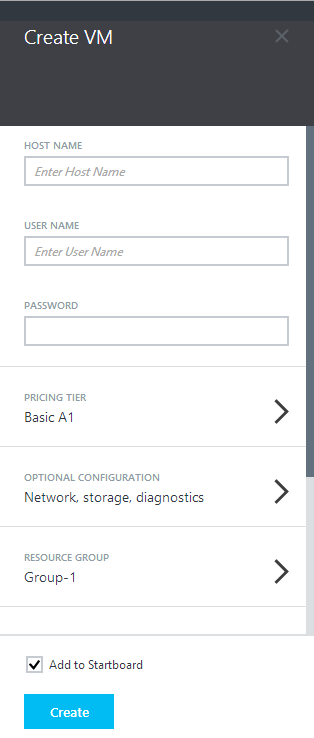 Create VM
HOST NAME
Enter Host Name
USER NAME
Enter User Name
PASSWORD
PRICING TIER
Basic A1
OPTIONAL CONFIGURATION
Network, storage, diagnostics
RESOURCE GROUP
Group-1
Add to Startboard
Create